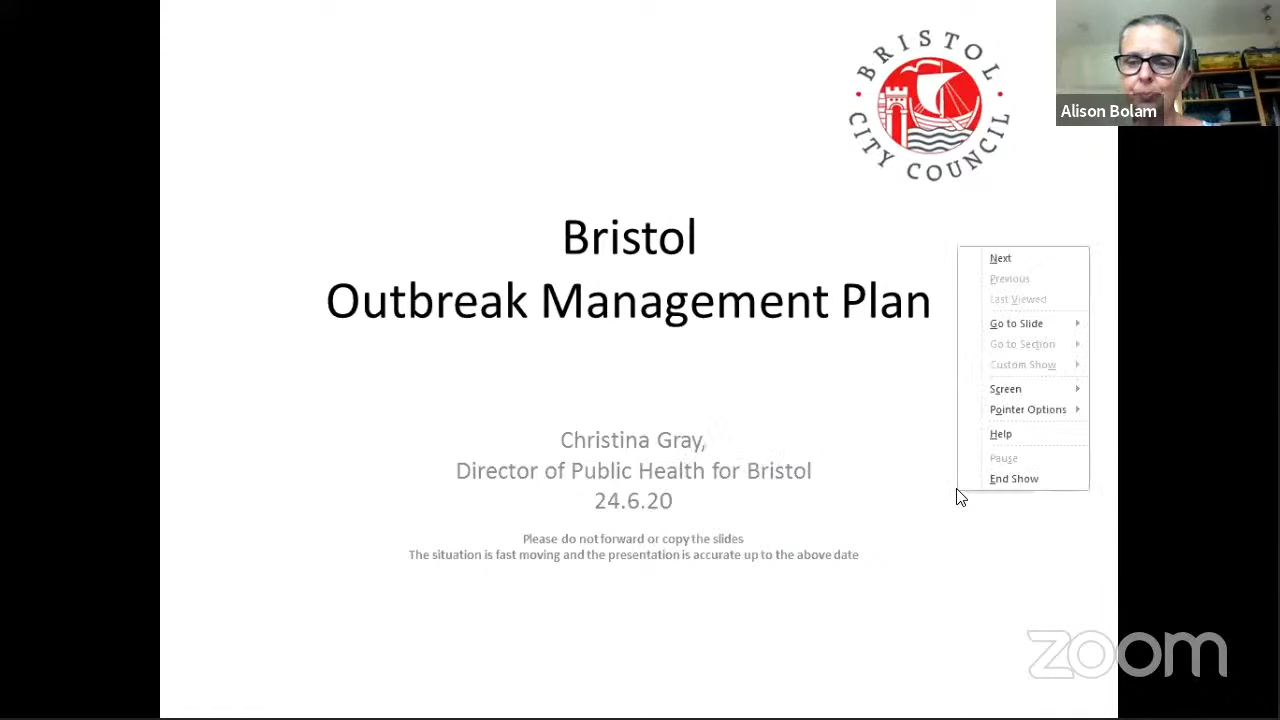 BRISTOL
CITY COUNCIL
Alison Bolam
Bristol
Outbreak Management Plan
Next
Previous
Last Viewed
Go to Slide
Go to Section
Custom Show
Screen
Pointer Options
Help
Pause
End Show
Christina Gray,
Director of Public Health for Bristol
24.6.20
Please do not forward or copy the slides
The situation is fast moving and the presentation is accurate up to the above date
zoom